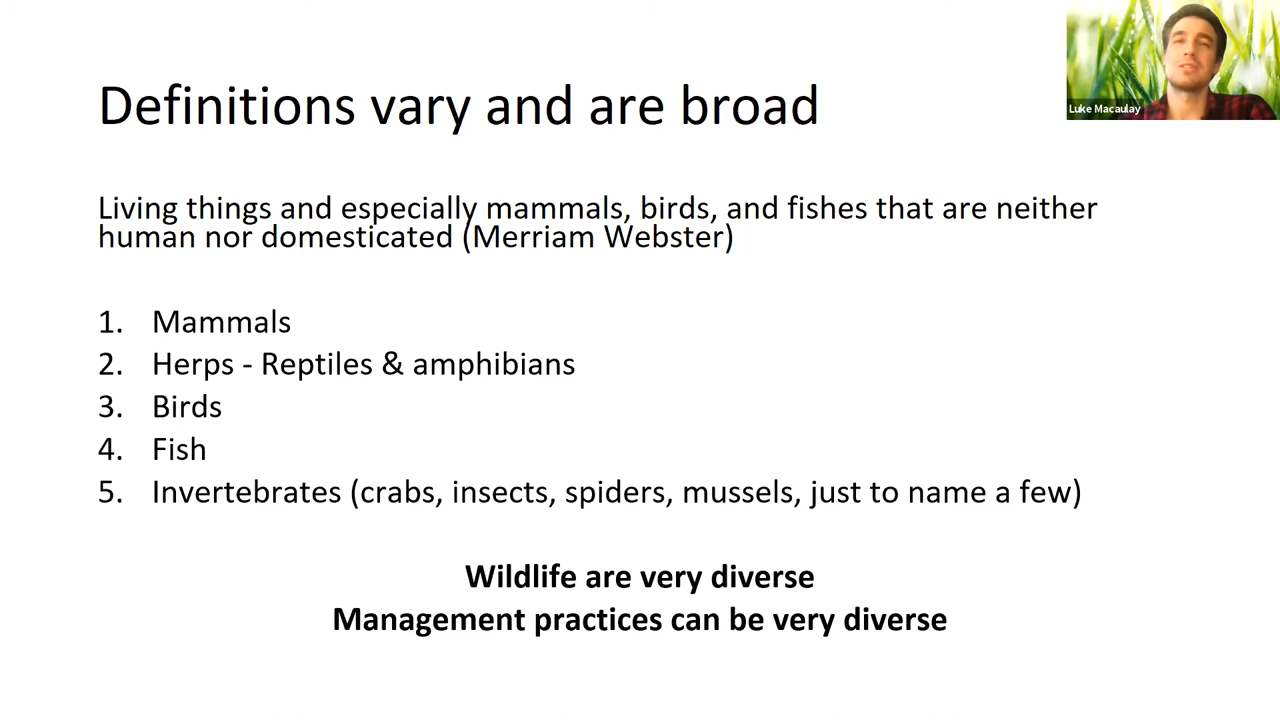 Luke Macaulay
Definitions vary and are broad
Living things and especially mammals, birds, and fishes that are neither
human nor domesticated (Merriam Webster)
1. Mammals
2. Herps - Reptiles & amphibians
3. Birds
4. Fish
5. Invertebrates (crabs, insects, spiders, mussels, just to name a few)
Wildlife are very diverse
Management practices can be very diverse